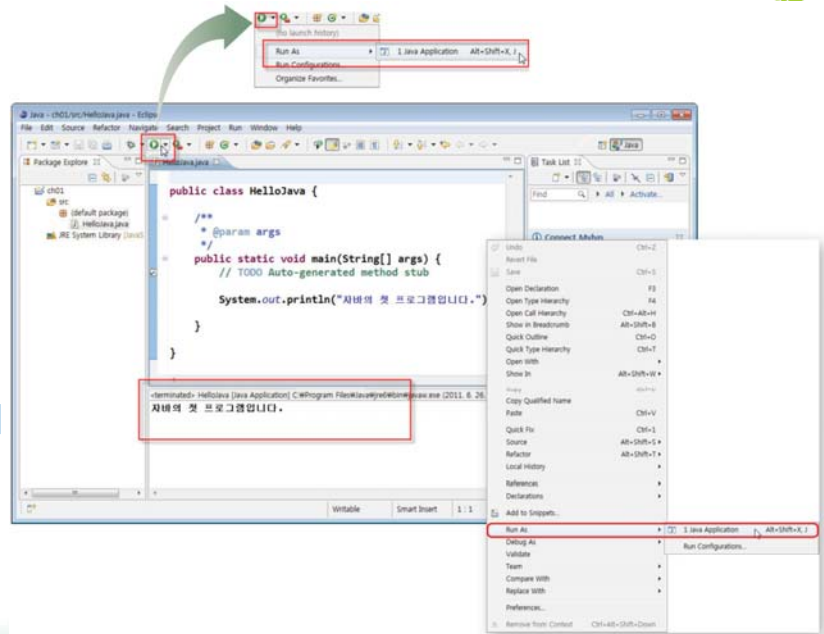 (no launch history)
Run As
1 Java Application Alt+Shift+X, J
Run Configurations...
Organize Favorites...
Java - ch01/src/HelloJava.java - Eclipse
File Edit Source Refactor Navigate Search Project Run Window Help
Java
Package Explore
HelloJava.java
Task List
ch01
src
(default package)
HelloJava.java
JRE System Library
Find
All
Activate...
Connect Mylyn
public class HelloJava {
/**
* @param args
*/
public static void main(String[] args) {
// TODO Auto-generated method stub
System.out.println("자바의 첫 프로그램입니다.")
}
}
<terminated> HelloJava [Java Application] C:₩Program Files₩Java₩jre6₩bin₩javaw.exe (2011. 8. 26.
자바의 첫 프로그램입니다.
Writable
Smart Insert
1 : 1
Undo Ctrl+Z
Revert File
Save Ctrl+S
Open Declaration F3
Open Type Hierarchy F4
Open Call Hierarchy Ctrl+Alt+H
Show in Breadcrumb Alt+Shift+B
Quick Outline Ctrl+O
Quick Type Hierarchy Ctrl+T
Open With
Show In Alt+Shift+W
Copy Qualified Name
Paste Ctrl+V
Quick Fix Ctrl+1
Source Alt+Shift+S
Refactor Alt+Shift+T
Local History
References
Declarations
Add to Snippets...
Run As
1 Java Application Alt+Shift+X, J
Debug As
Run Configurations...
Validate
Team
Compare With
Replace With
Preferences...
Remove from Context Ctrl+Alt+Shift+Down